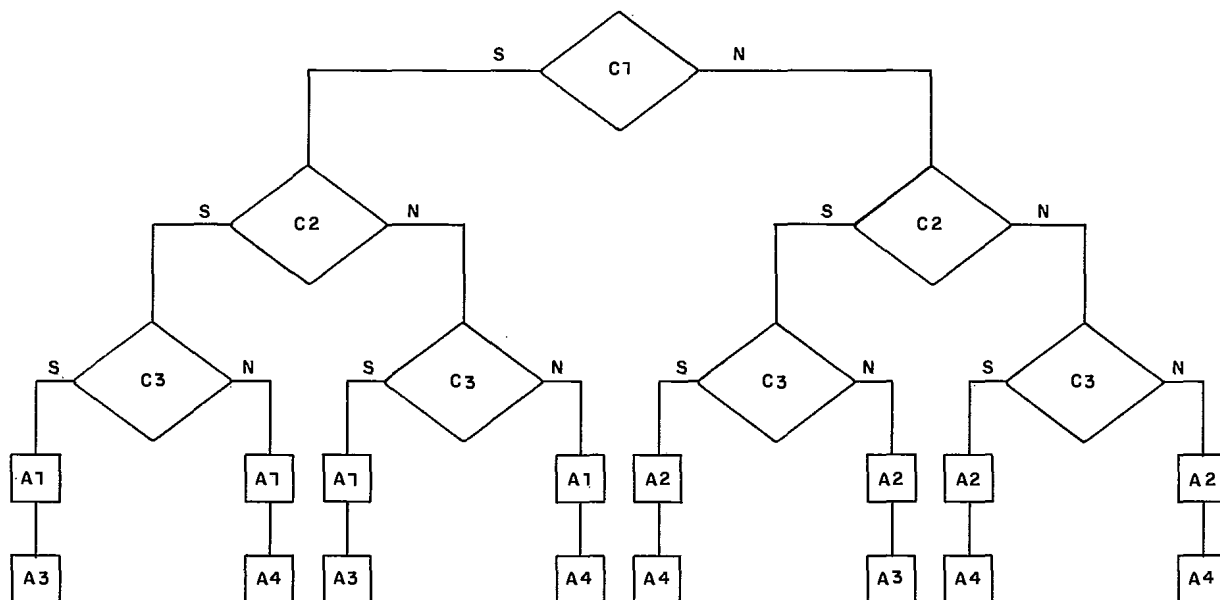 S C1 N
S C2 N S C2 N
S C3 N S C3 N S C3 N S C3 N
A1 A1 A1 A1 A2 A2 A2 A2
A3 A4 A3 A4 A4 A3 A4 A4